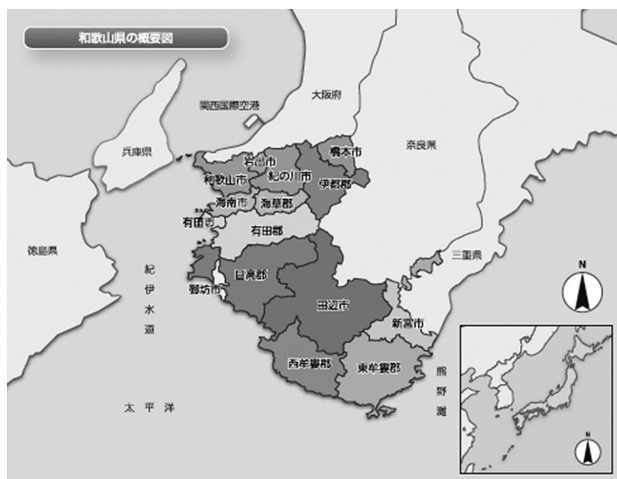 和歌山県の概要図
大阪府
関西国際空港
兵庫県
奈良県
橋本市
岩出市
和歌山市
紀の川市
伊都郡
海南市
海草郡
有田市
有田郡
徳島県
三重県
紀伊水道
日高郡
御坊市
田辺市
新宮市
西牟婁郡
東牟婁郡
熊野灘
太平洋
N
N